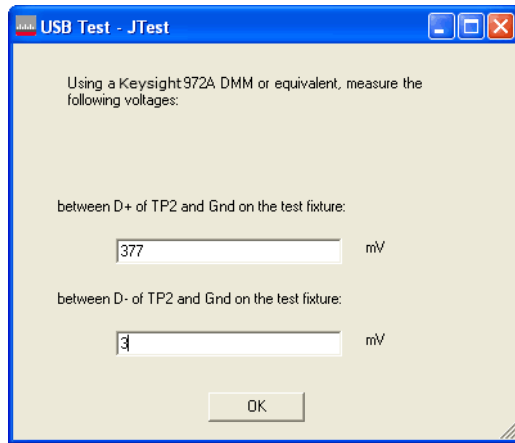 USB Test - JTest
Using a Keysight 972A DMM or equivalent, measure the
following voltages:
between D+ of TP2 and Gnd on the test fixture:
377 mV
between D- of TP2 and Gnd on the test fixture:
3 mV
OK